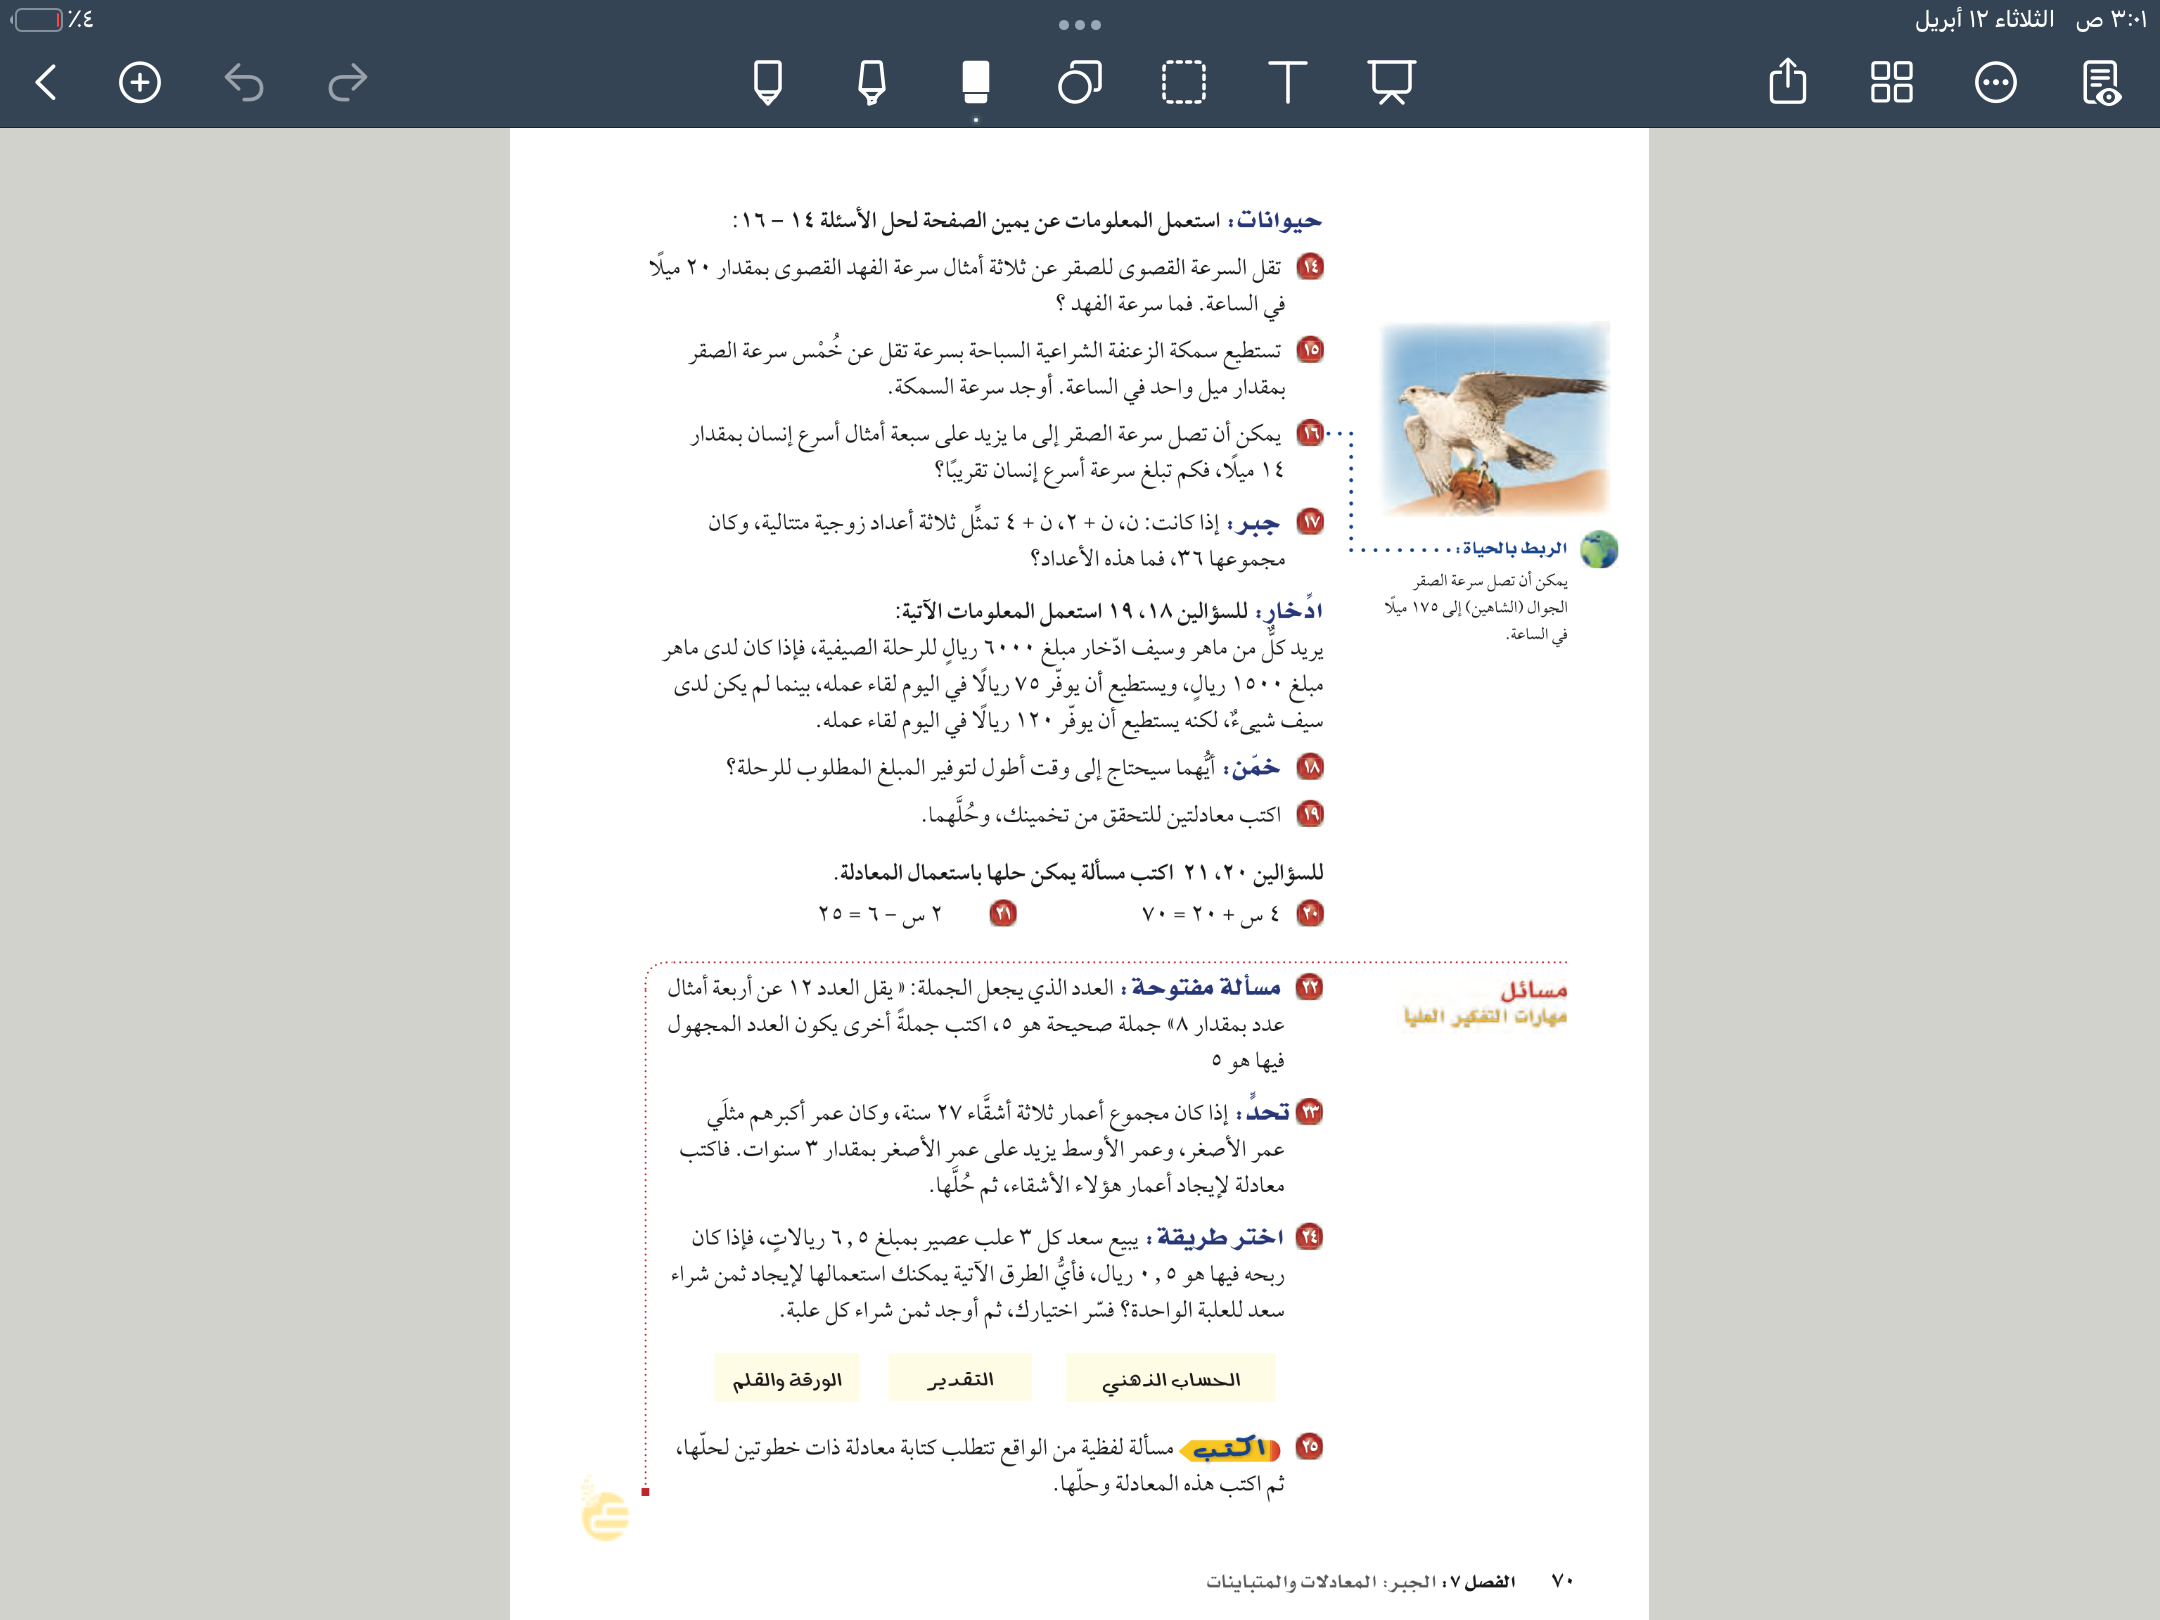 ٣:٠١ ص الثلاثاء ١٢ أبريل
٤٪
حيوانات: استعمل المعلومات عن يمين الصفحة لحل الأسئلة ١٤ – ١٦:
١٤ تقل السرعة القصوى للصقر عن ثلاثة أمثال سرعة الفهد القصوى بمقدار ٢٠ ميلًا
في الساعة. فما سرعة الفهد ؟
١٥ تستطيع سمكة الزعنفة الشراعية السباحة بسرعة تقل عن خُمْس سرعة الصقر
بمقدار ميل واحد في الساعة. أوجد سرعة السمكة.
١٦ يمكن أن تصل سرعة الصقر إلى ما يزيد على سبعة أمثال أسرع إنسان بمقدار
١٤ ميلًا، فكم تبلغ سرعة أسرع إنسان تقريبًا؟
١٧ جبر: إذا كانت: ن، ن + ٢، ن + ٤ تمثِّل ثلاثة أعداد زوجية متتالية، وكان
مجموعها ٣٦، فما هذه الأعداد؟
الربط بالحياة:
يمكن أن تصل سرعة الصقر
الجوال (الشاهين) إلى ١٧٥ ميلًا
في الساعة.
ادِّخار: للسؤالين ١٨، ١٩ استعمل المعلومات الآتية:
يريد كلٌّ من ماهر وسيف ادّخار مبلغ ٦٠٠٠ ريالٍ للرحلة الصيفية، فإذا كان لدى ماهر
مبلغ ١٥٠٠ ريالٍ، ويستطيع أن يوفّر ٧٥ ريالًا في اليوم لقاء عمله، بينما لم يكن لدى
سيف شييءٌ، لكنه يستطيع أن يوفّر ١٢٠ ريالًا في اليوم لقاء عمله.
١٨ خمّن: أيُّهما سيحتاج إلى وقت أطول لتوفير المبلغ المطلوب للرحلة؟
١٩ اكتب معادلتين للتحقق من تخمينك، وحُلَّهما.
للسؤالين ٢٠، ٢١ اكتب مسألة يمكن حلها باستعمال المعادلة.
٢٠ ٤ س + ٢٠ = ٧٠ ٢١ ٢ س – ٦ = ٢٥
مسائل
مهارات التفكير العليا
٢٢ مسألة مفتوحة: العدد الذي يجعل الجملة: « يقل العدد ١٢ عن أربعة أمثال
عدد بمقدار ٨» جملة صحيحة هو ٥، اكتب جملةً أخرى يكون العدد المجهول
فيها هو ٥
٢٣ تحدٍّ: إذا كان مجموع أعمار ثلاثة أشقَّاء ٢٧ سنة، وكان عمر أكبرهم مثلَي
عمر الأصغر، وعمر الأوسط يزيد على عمر الأصغر بمقدار ٣ سنوات. فاكتب
معادلة لإيجاد أعمار هؤلاء الأشقاء، ثم حُلَّها.
٢٤ اختر طريقة: يبيع سعد كل ٣ علب عصير بمبلغ ٦,٥ ريالاتٍ، فإذا كان
ربحه فيها هو ٠,٥ ريال، فأيُّ الطرق الآتية يمكنك استعمالها لإيجاد ثمن شراء
سعد للعلبة الواحدة؟ فسّر اختيارك، ثم أوجد ثمن شراء كل علبة.
الحساب الذهني التقدير الورقة والقلم
٢٥ اكتب مسألة لفظية من الواقع تتطلب كتابة معادلة ذات خطوتين لحلّها،
ثم اكتب هذه المعادلة وحلّها.
٧٠ الفصل ٧: الجبر: المعادلات والمتباينات